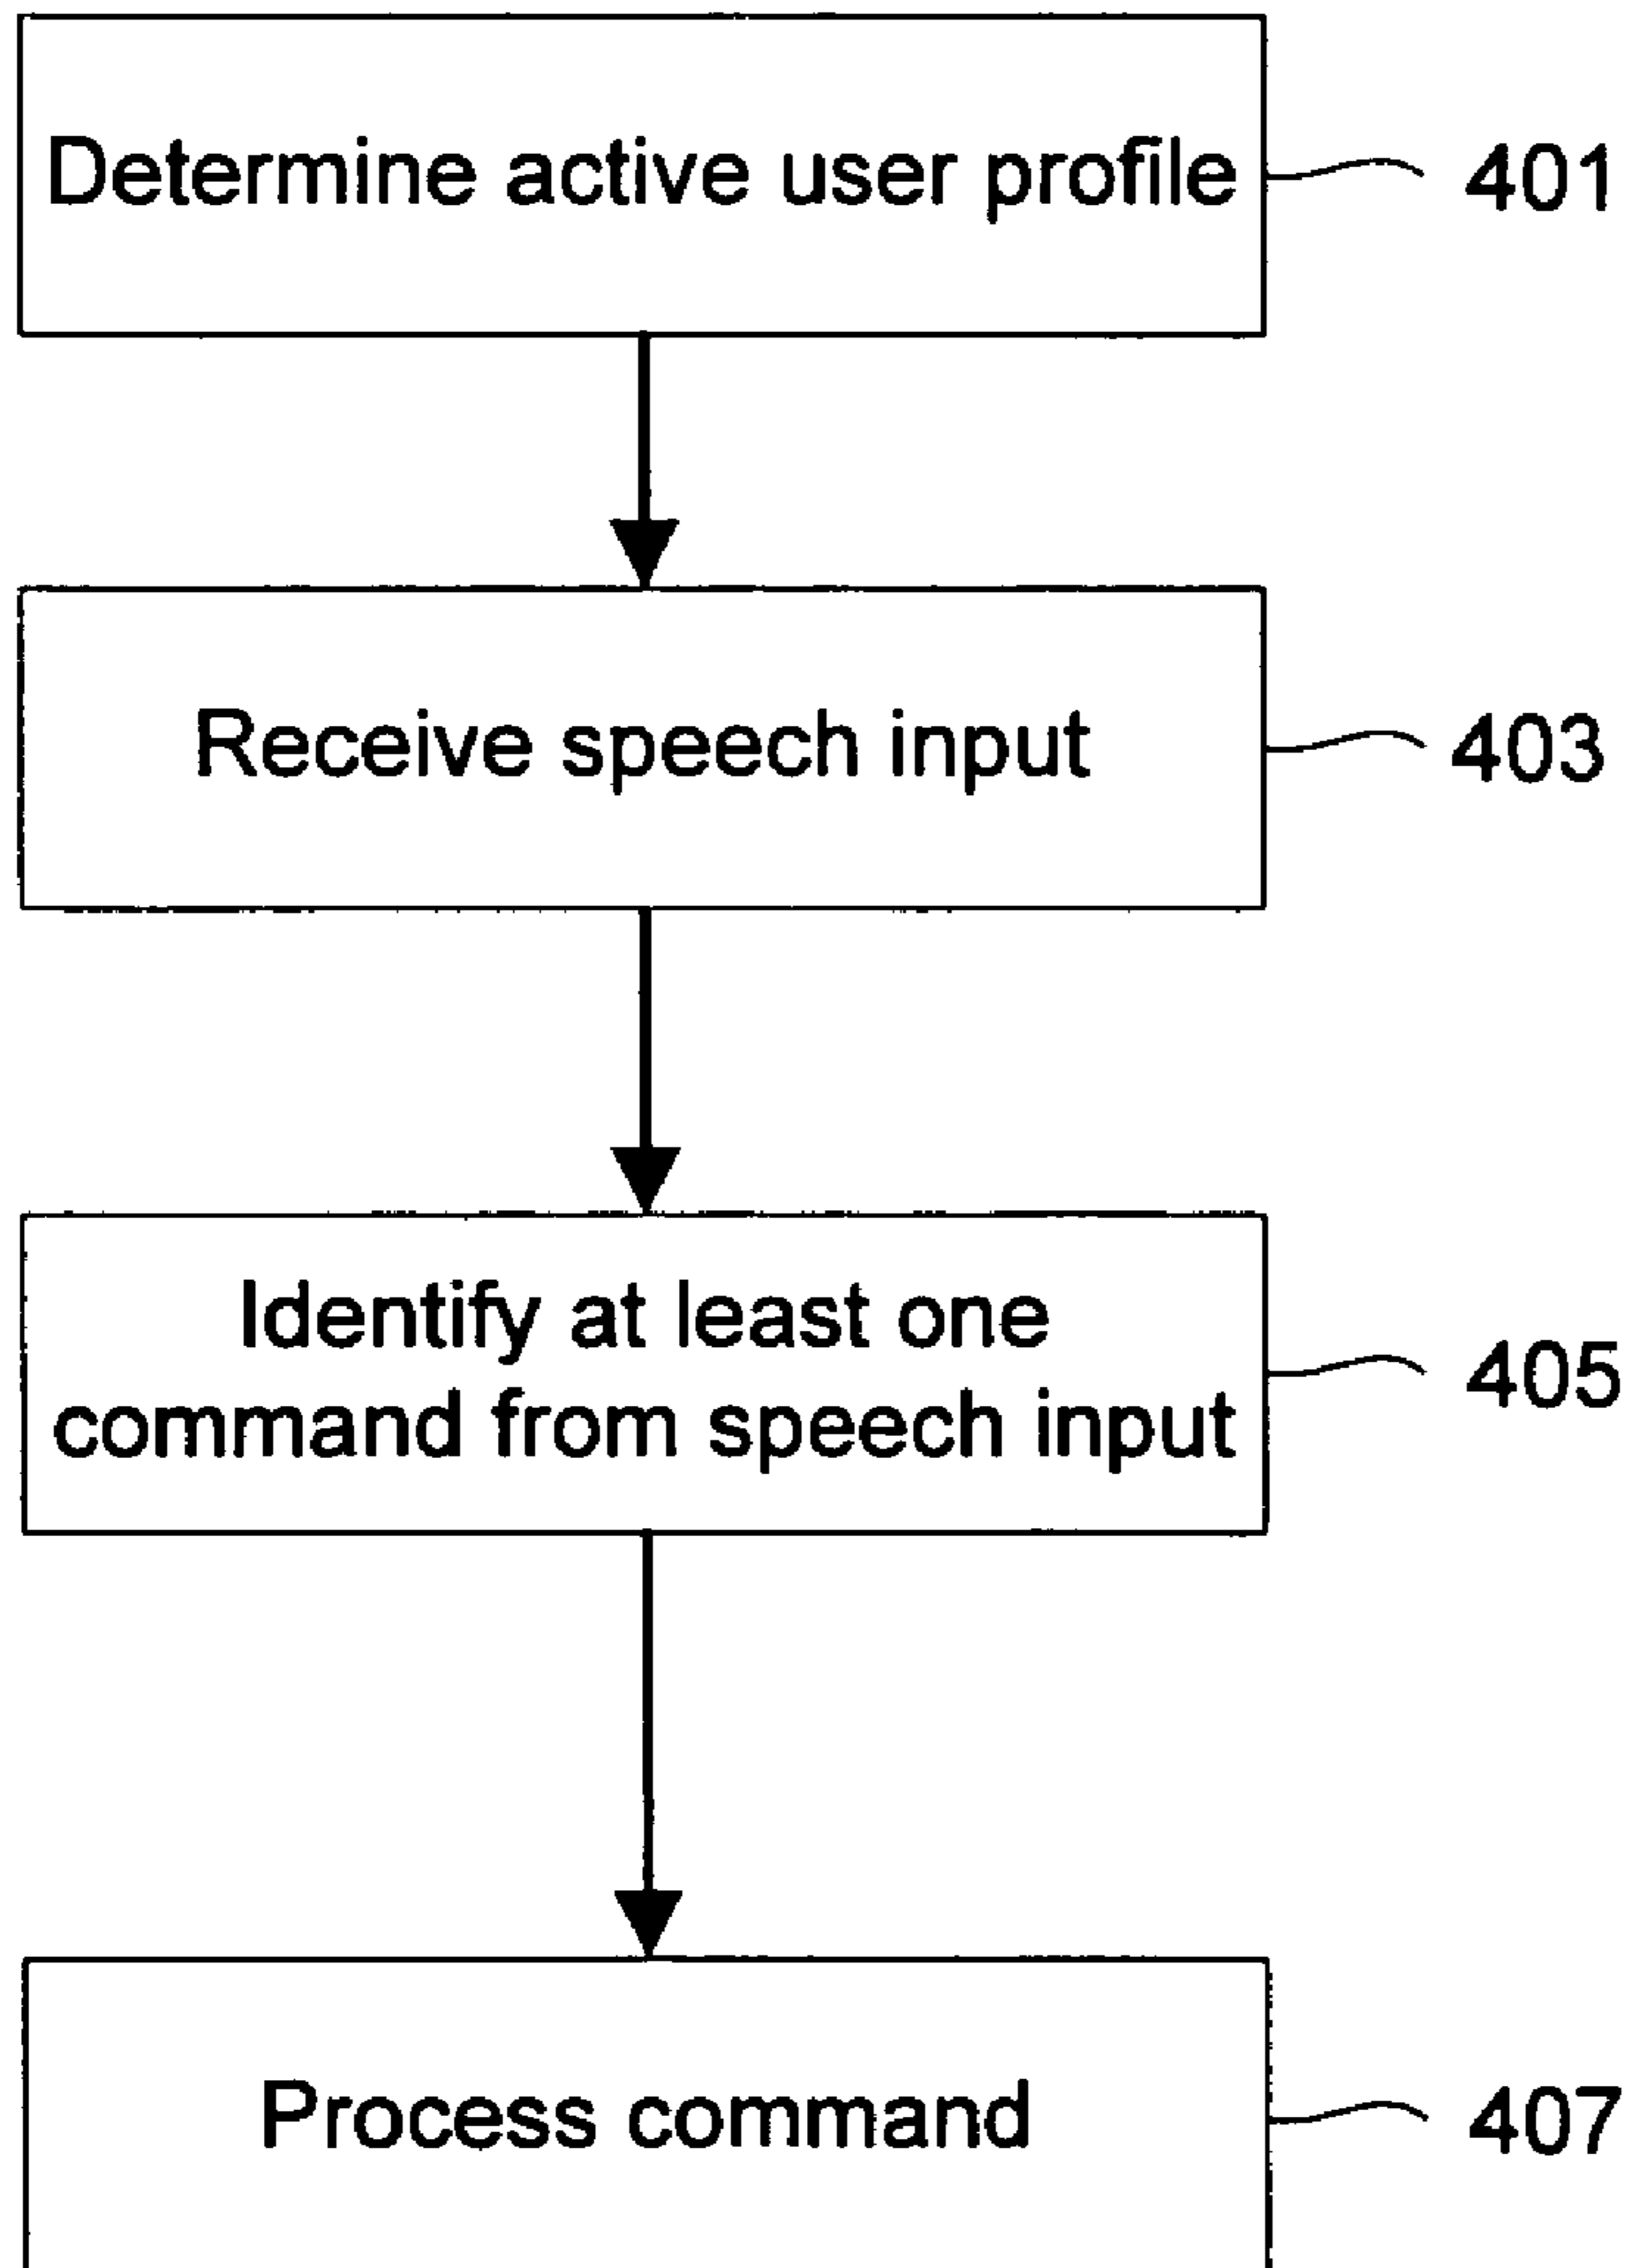 Determine active user profile
401
Receive speech input
403
Identify at least one
command from speech input
405
Process command
407